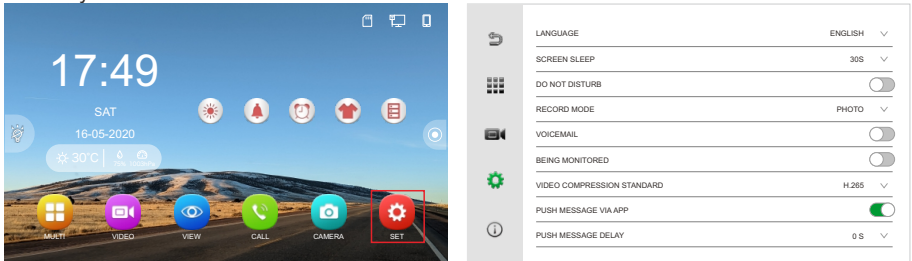 17:49
SAT
16-05-2020
30°C
MULTI
VIDEO
VIEW
CALL
CAMERA
SET
LANGUAGE ENGLISH
SCREEN SLEEP 30S
DO NOT DISTURB
RECORD MODE PHOTO
VOICEMAIL
BEING MONITORED
VIDEO COMPRESSION STANDARD H.265
PUSH MESSAGE VIA APP
PUSH MESSAGE DELAY 0 S